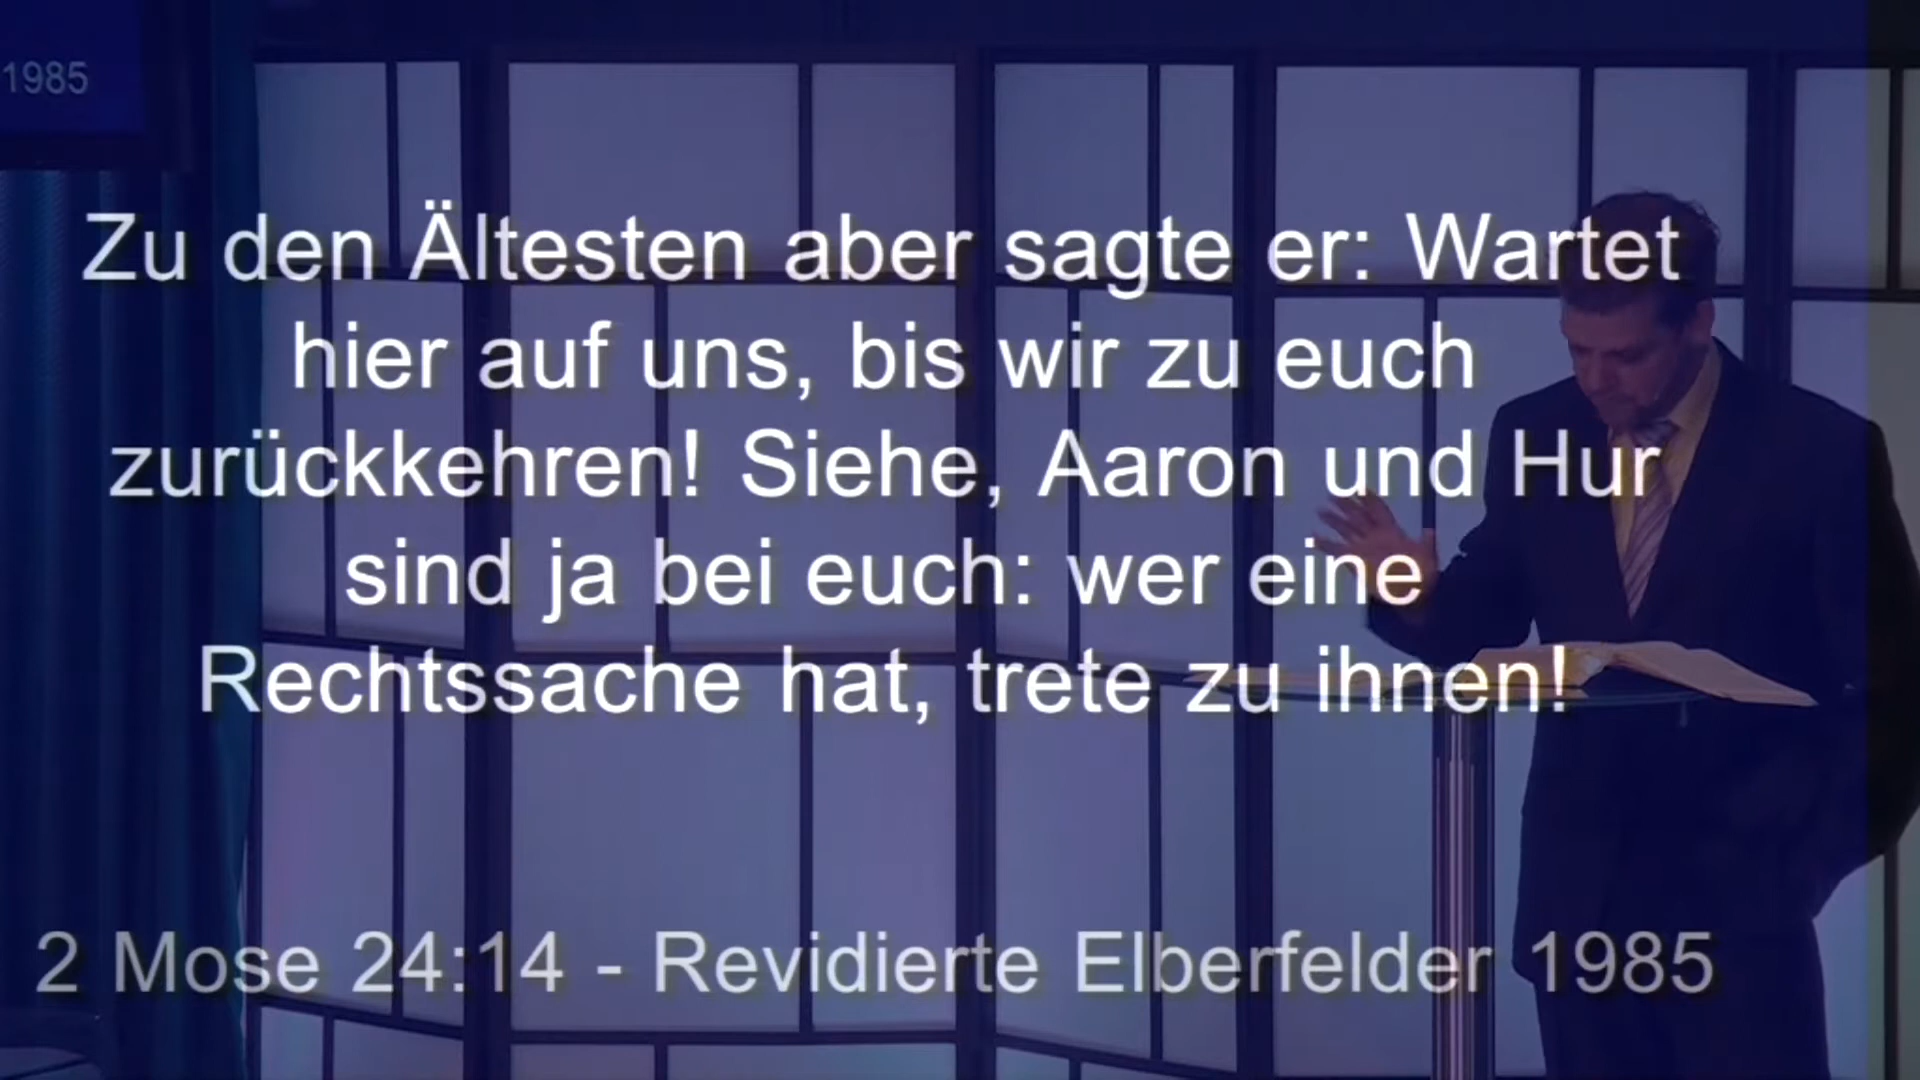 1985
Zu den Ältesten aber sagte er: Wartet
hier auf uns, bis wir zu euch
zurückkehren! Siehe, Aaron und Hur
sind ja bei euch: wer eine
Rechtssache hat, trete zu ihnen!
2 Mose 24:14 - Revidierte Elberfelder 1985